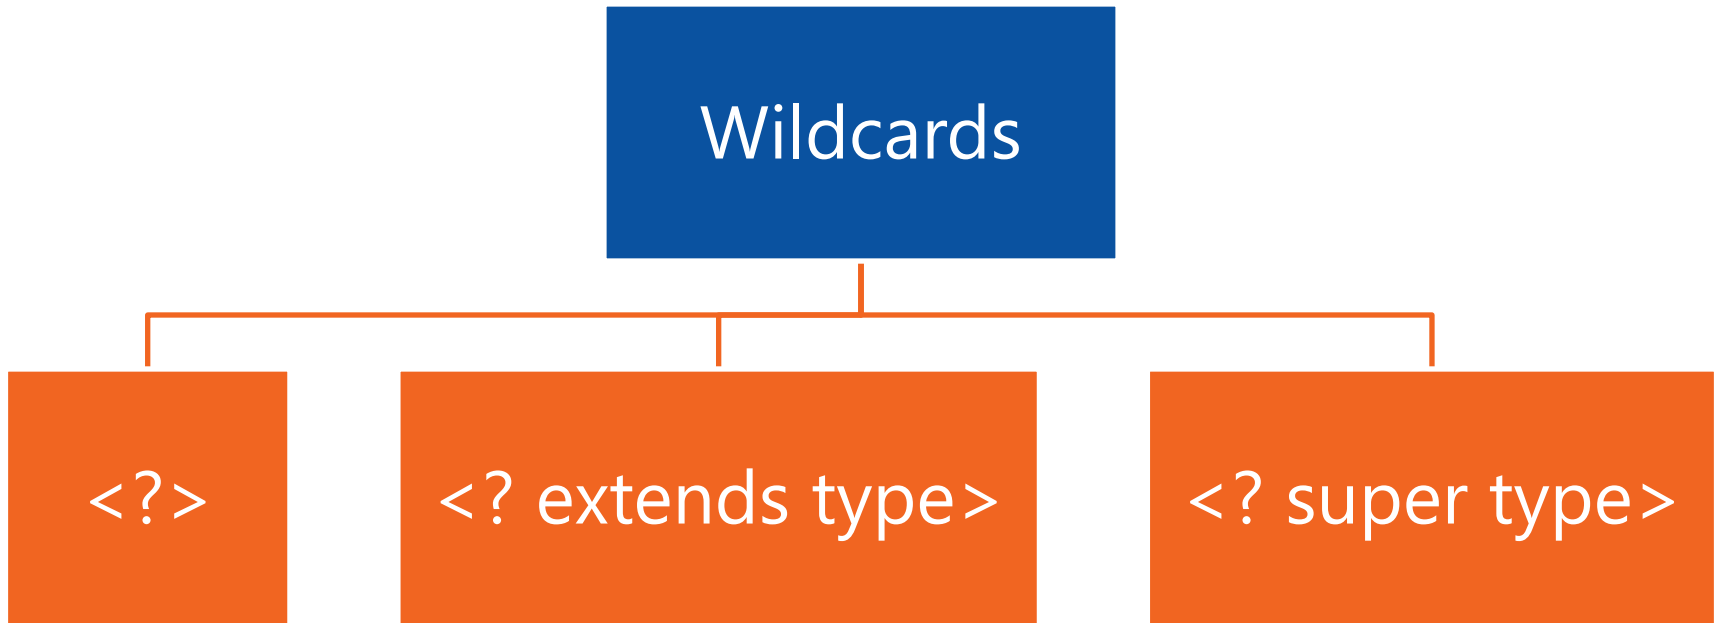 Wildcards
<?>
<? extends type>
<? super type>